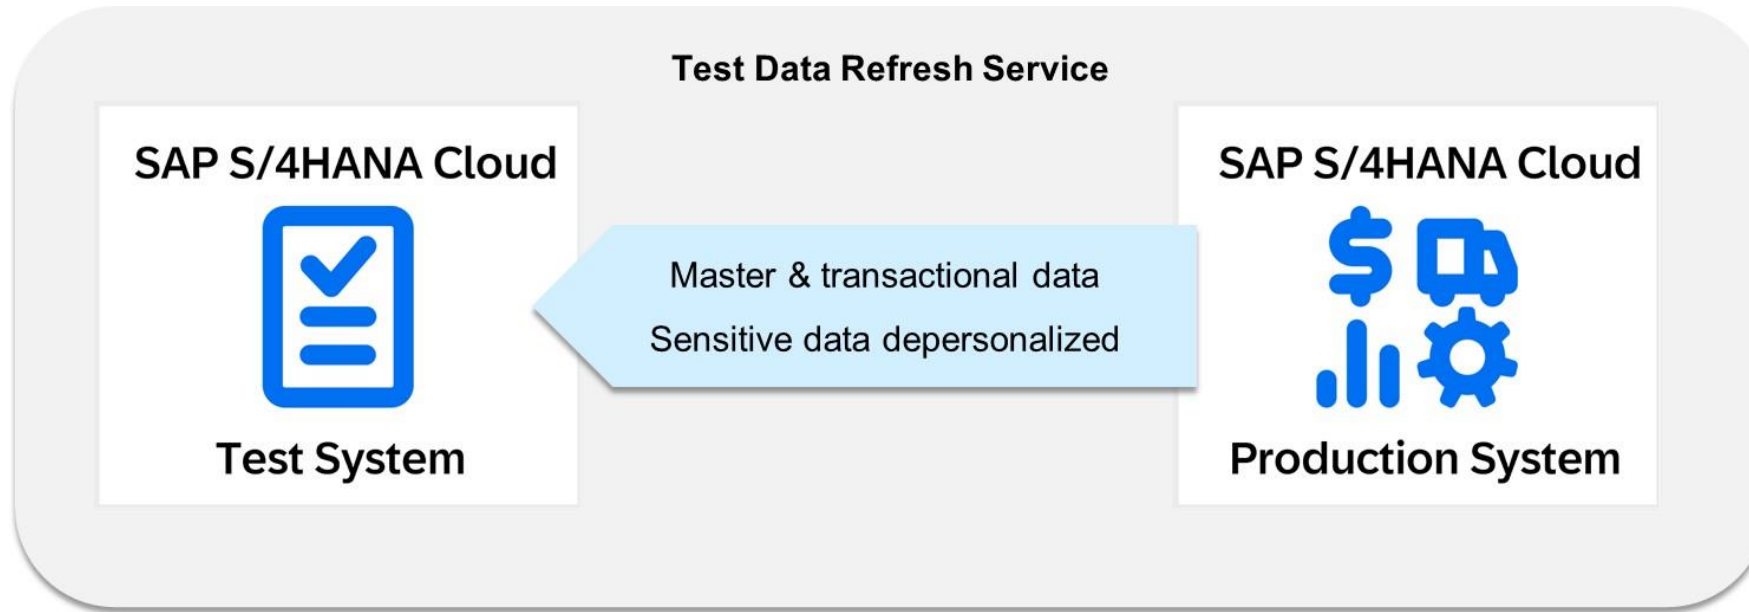 Test Data Refresh Service
SAP S/4HANA Cloud
Test System
Master & transactional data
Sensitive data depersonalized
SAP S/4HANA Cloud
Production System